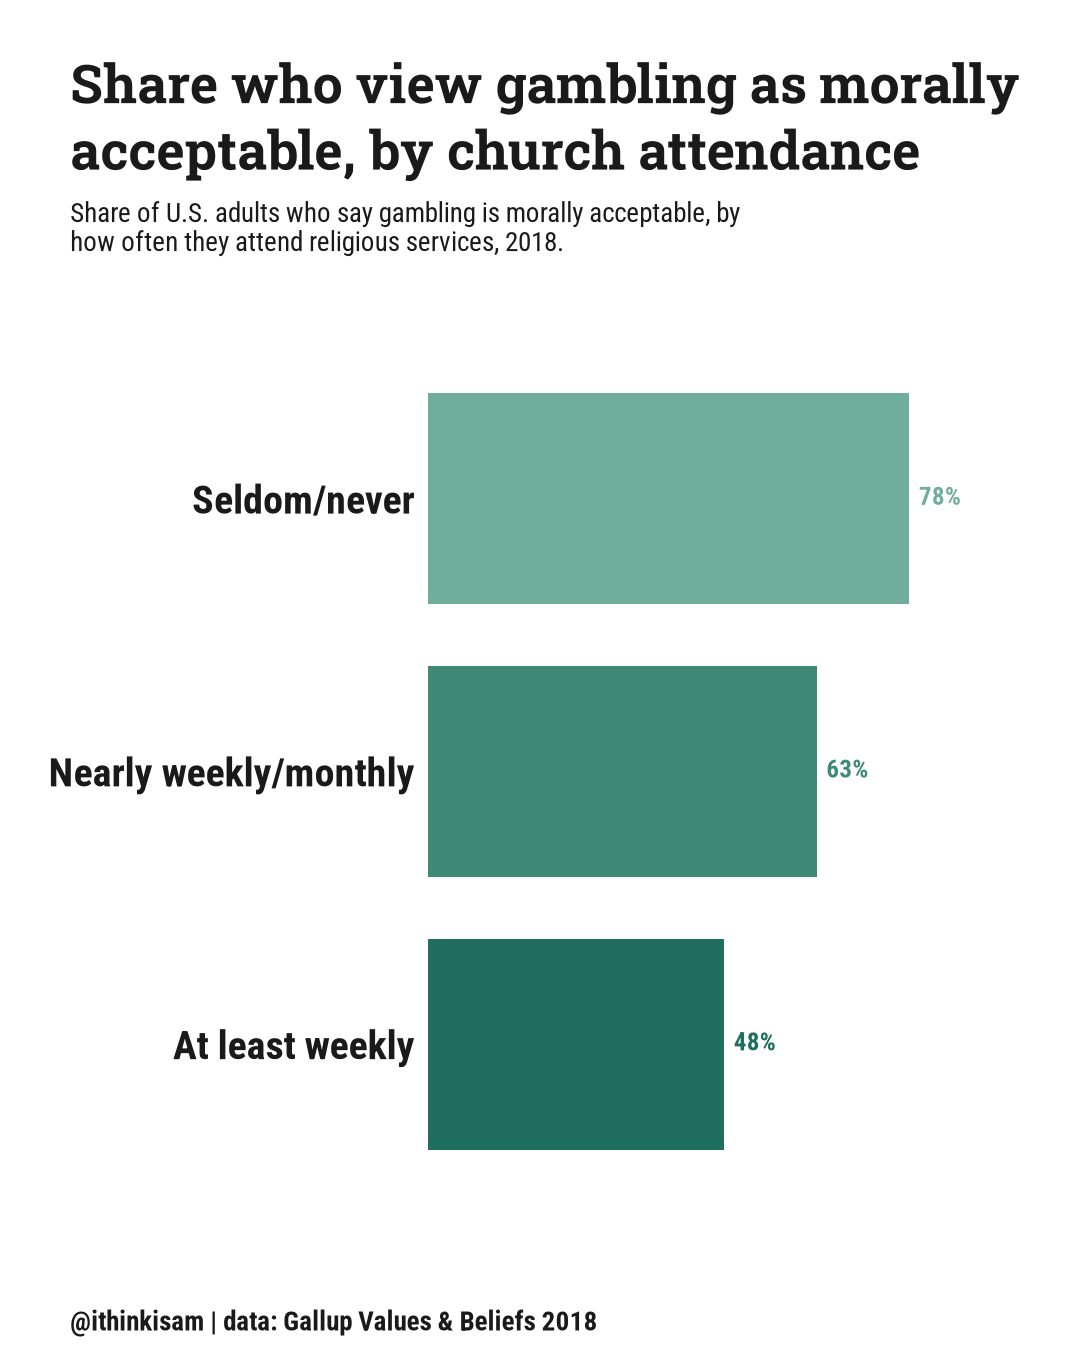 Share who view gambling as morally
acceptable, by church attendance
Share of U.S. adults who say gambling is morally acceptable, by
how often they attend religious services, 2018.
Seldom/never
78%
Nearly weekly/monthly
63%
At least weekly
48%
@ithinkisam | data: Gallup Values & Beliefs 2018